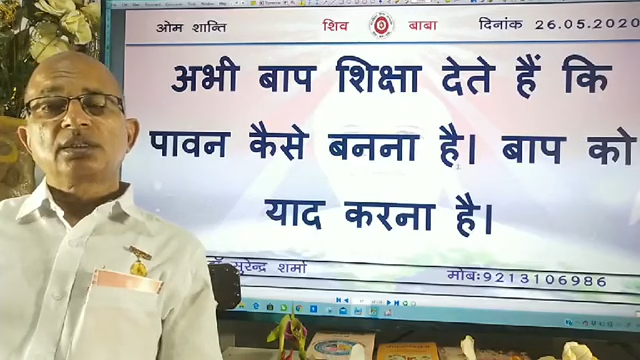 ओम शान्ति शिव बाबा दिनांक 26.05.2020
अभी बाप शिक्षा देते हैं कि
पावन कैसे बनना है। बाप को
याद करना है।
सुरेन्द्र शर्मा मोबः9213106986